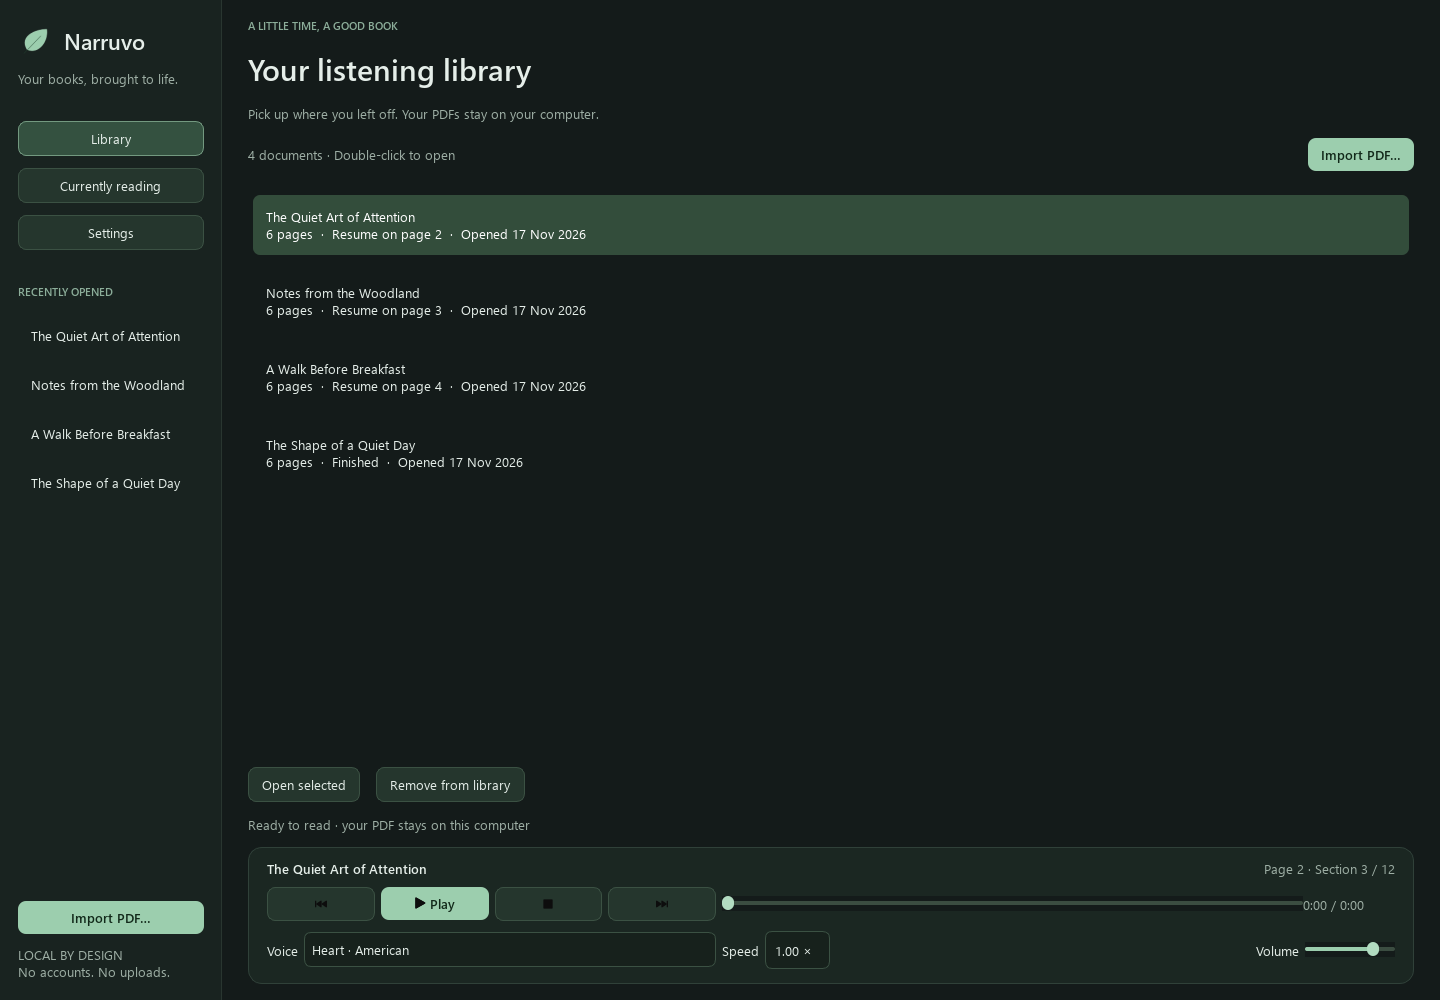 Narruvo
Your books, brought to life.
Library
Currently reading
Settings
RECENTLY OPENED
The Quiet Art of Attention
Notes from the Woodland
A Walk Before Breakfast
The Shape of a Quiet Day
Import PDF...
LOCAL BY DESIGN
No accounts. No uploads.
A LITTLE TIME, A GOOD BOOK
Your listening library
Pick up where you left off. Your PDFs stay on your computer.
4 documents · Double-click to open
Import PDF...
The Quiet Art of Attention
6 pages · Resume on page 2 · Opened 17 Nov 2026
Notes from the Woodland
6 pages · Resume on page 3 · Opened 17 Nov 2026
A Walk Before Breakfast
6 pages · Resume on page 4 · Opened 17 Nov 2026
The Shape of a Quiet Day
6 pages · Finished · Opened 17 Nov 2026
Open selected
Remove from library
Ready to read · your PDF stays on this computer
The Quiet Art of Attention
Page 2 · Section 3 / 12
Play
0:00 / 0:00
Voice
Heart · American
Speed
1.00 ×
Volume